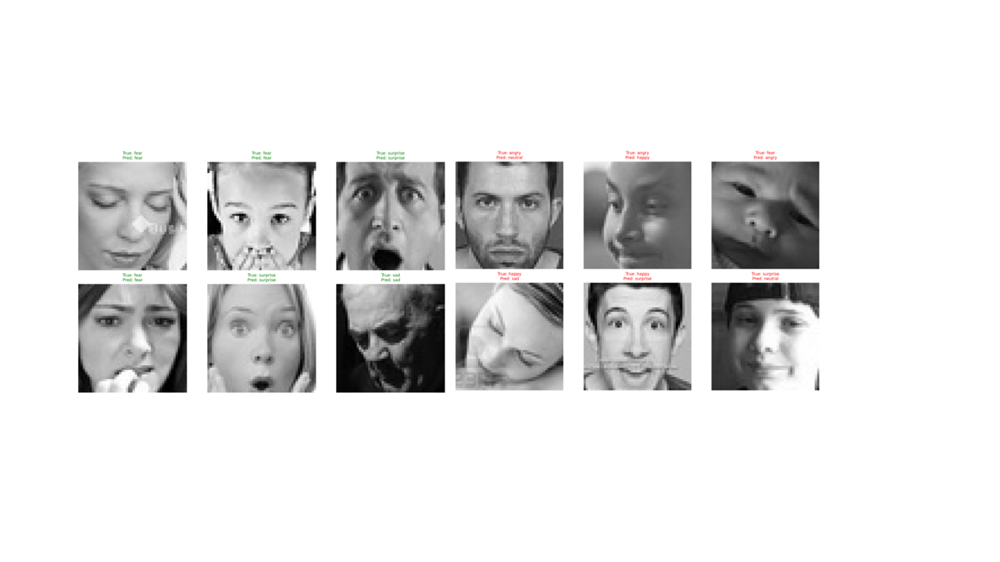 True: fear
Pred: fear
True: fear
Pred: fear
True: surprise
Pred: surprise
True: angry
Pred: neutral
True: angry
Pred: happy
True: fear
Pred: angry
True: fear
Pred: fear
True: surprise
Pred: surprise
True: sad
Pred: sad
True: happy
Pred: sad
True: happy
Pred: surprise
True: surprise
Pred: neutral